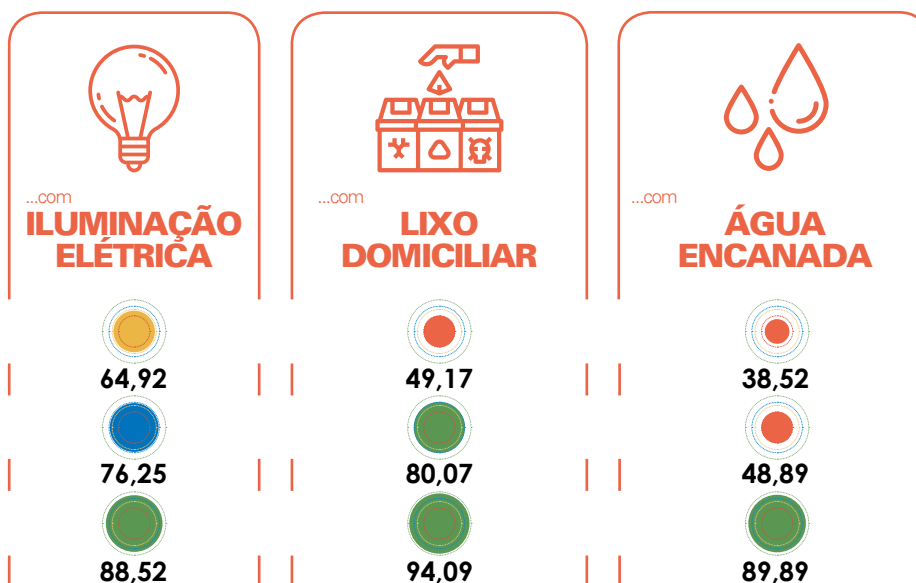 ...com
ILUMINAÇÃO
ELÉTRICA
...com
LIXO
DOMICILIAR
...com
ÁGUA
ENCANADA
64,92
49,17
38,52
76,25
80,07
48,89
88,52
94,09
89,89